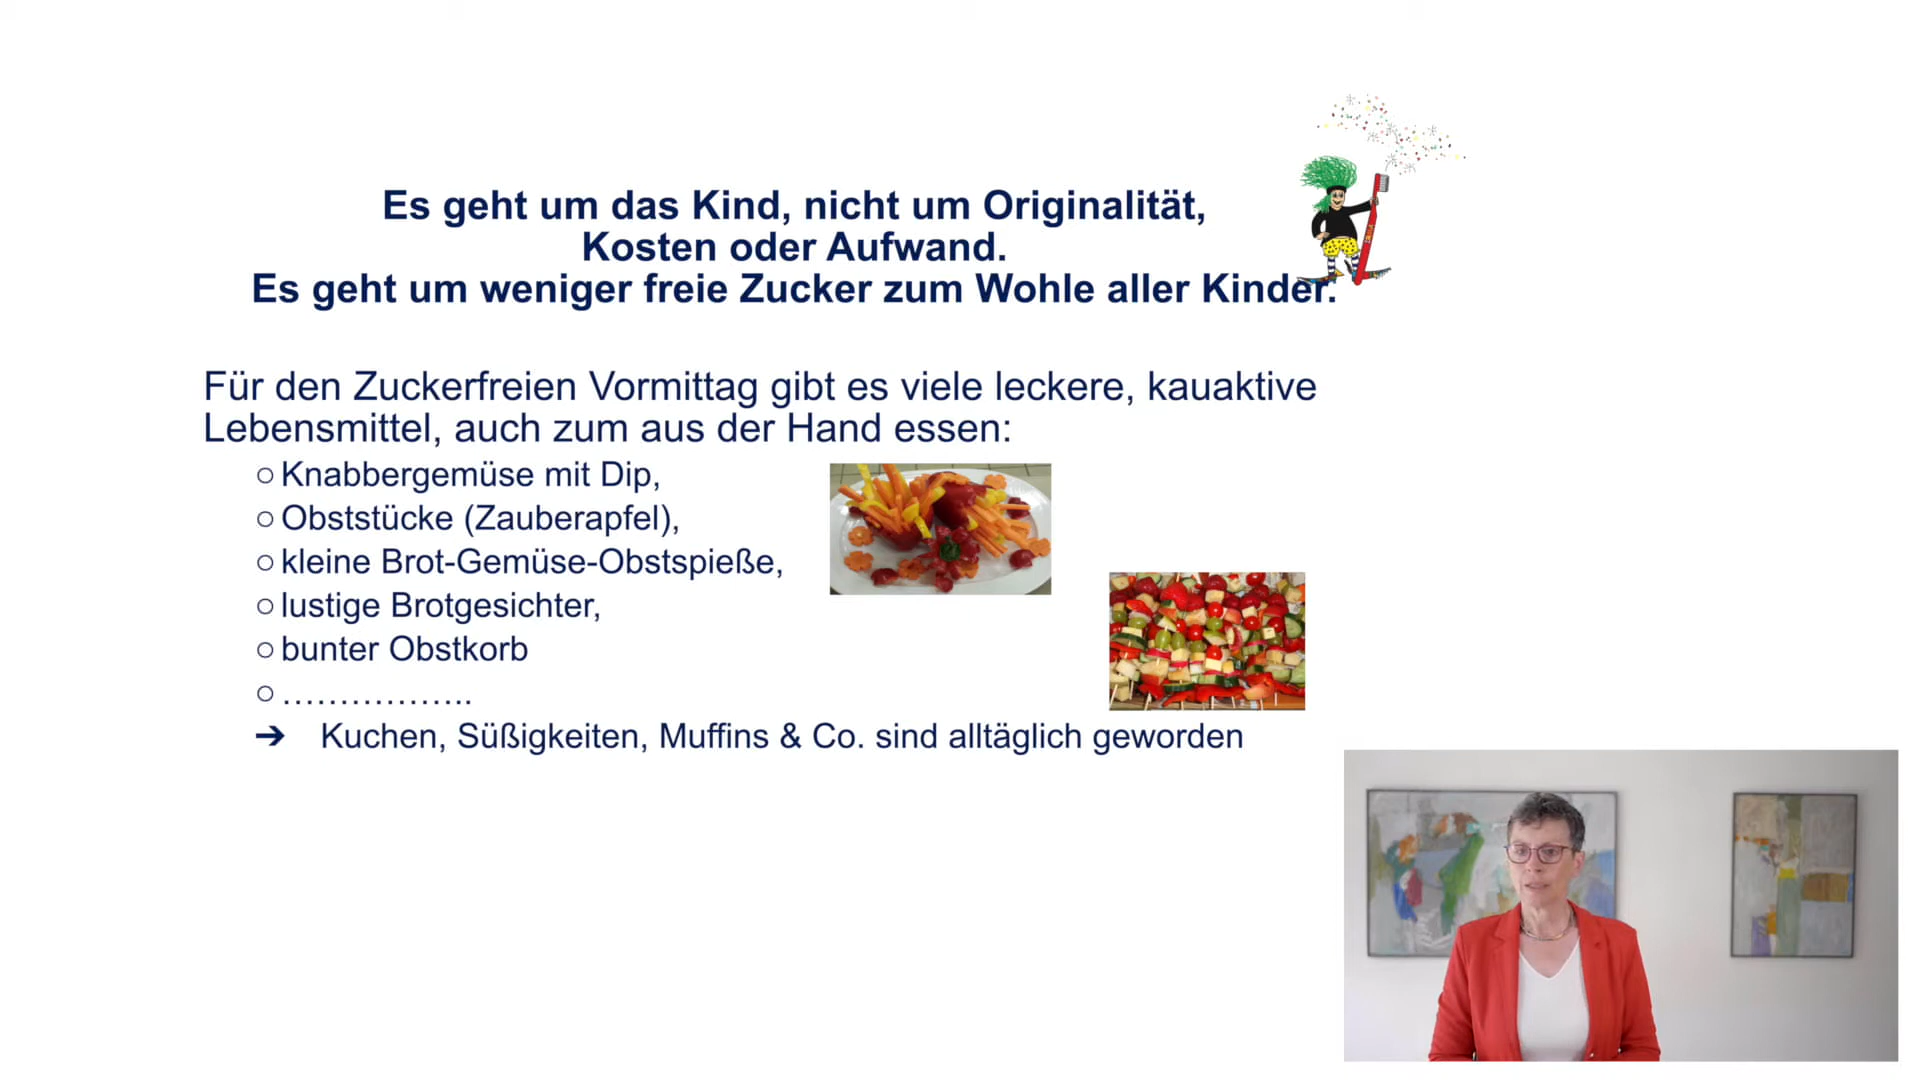 Es geht um das Kind, nicht um Originalität,
Kosten oder Aufwand.
Es geht um weniger freie Zucker zum Wohle aller Kinder.
Für den Zuckerfreien Vormittag gibt es viele leckere, kauaktive
Lebensmittel, auch zum aus der Hand essen:
○ Knabbergemüse mit Dip,
○ Obststücke (Zauberapfel),
○ kleine Brot-Gemüse-Obstspieße,
○ lustige Brotgesichter,
○ bunter Obstkorb
○ ……………..
➔ Kuchen, Süßigkeiten, Muffins & Co. sind alltäglich geworden